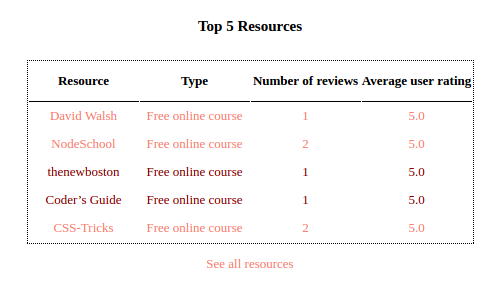 Top 5 Resources
Resource Type Number of reviews Average user rating
David Walsh Free online course 1 5.0
NodeSchool Free online course 2 5.0
thenewboston Free online course 1 5.0
Coder’s Guide Free online course 1 5.0
CSS-Tricks Free online course 2 5.0
See all resources